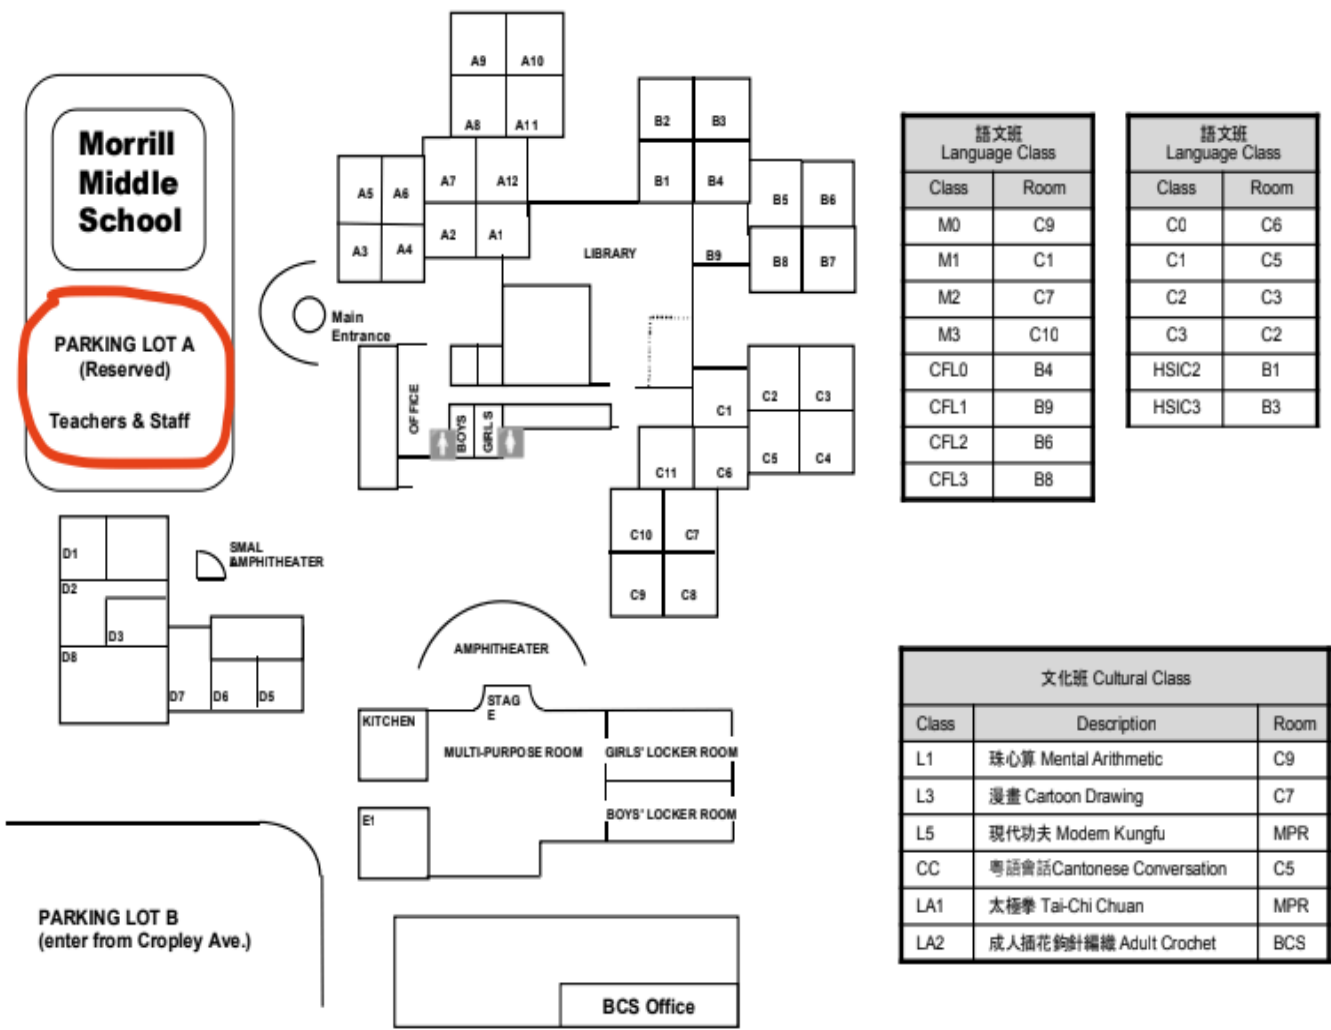 Morrill
Middle
School
PARKING LOT A
(Reserved)
Teachers & Staff
A9 A10
A8 A11
A5 A6 A7 A12
A3 A4 A2 A1
B2 B3
B1 B4
B5 B6
B9 B8 B7
LIBRARY
Main
Entrance
OFFICE
BOYS
GIRLS
C1 C2 C3
C11 C6 C5 C4
C10 C7
C9 C8
D1
D2
D3
D8
D7 D6 D5
SMAL
AMPHITHEATER
AMPHITHEATER
STAG
E
KITCHEN
MULTI-PURPOSE ROOM
GIRLS' LOCKER ROOM
BOYS' LOCKER ROOM
E1
PARKING LOT B
(enter from Cropley Ave.)
BCS Office
語文班
Language Class
Class Room
M0 C9
M1 C1
M2 C7
M3 C10
CFL0 B4
CFL1 B9
CFL2 B6
CFL3 B8
語文班
Language Class
Class Room
C0 C6
C1 C5
C2 C3
C3 C2
HSIC2 B1
HSIC3 B3
文化班 Cultural Class
Class Description Room
L1 珠心算 Mental Arithmetic C9
L3 漫畫 Cartoon Drawing C7
L5 現代功夫 Modern Kungfu MPR
CC 粵語會話Cantonese Conversation C5
LA1 太極拳 Tai-Chi Chuan MPR
LA2 成人插花鉤針編織 Adult Crochet BCS